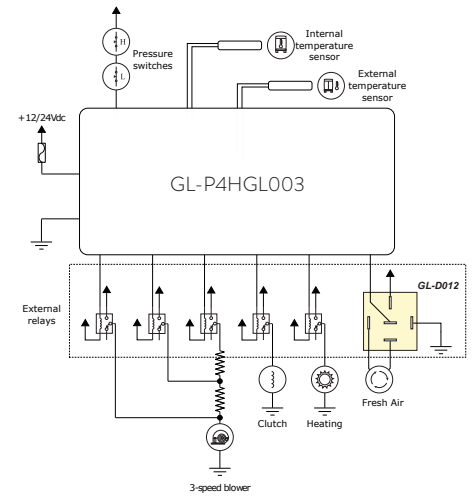 H
L
Pressure
switches
Internal
temperature
sensor
External
temperature
sensor
+12/24Vdc
GL-P4HGL003
GL-D012
External
relays
Fresh Air
Clutch
Heating
3-speed blower